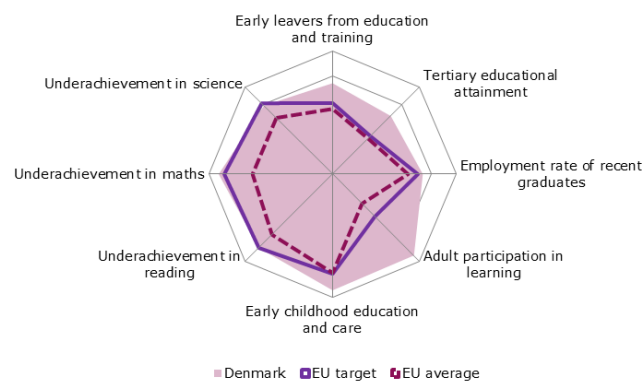 Early leavers from education
and training
Underachievement in science
Tertiary educational
attainment
Underachievement in maths
Employment rate of recent
graduates
Underachievement in
reading
Adult participation in
learning
Early childhood education
and care
Denmark
EU target
EU average